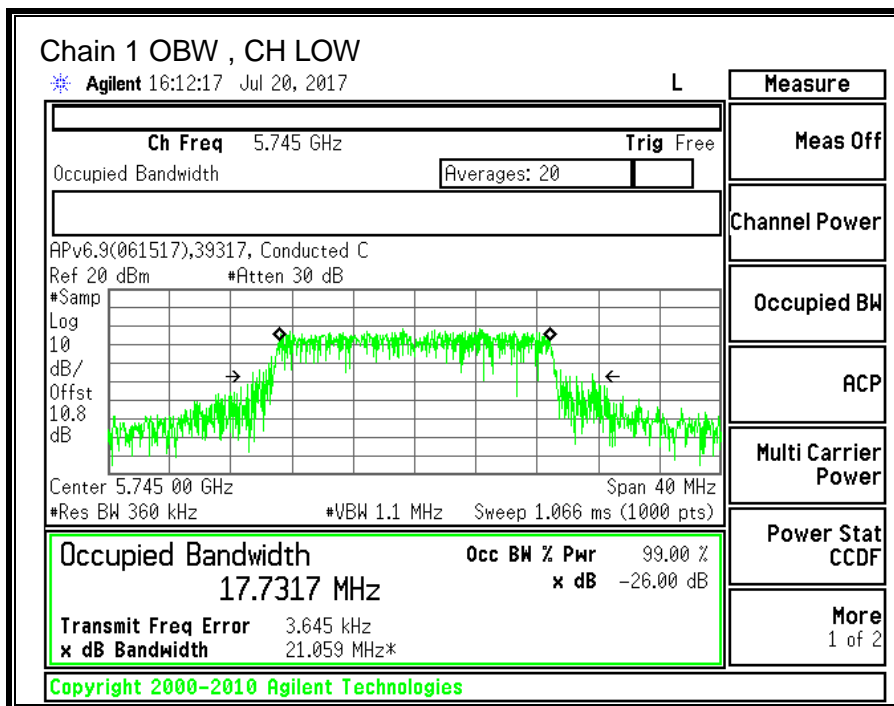 Chain 1 OBW , CH LOW
Agilent 16:12:17 Jul 20, 2017 L
Measure
Ch Freq 5.745 GHz Trig Free
Occupied Bandwidth Averages: 20
APv6.9(061517),39317, Conducted C
Ref 20 dBm #Atten 30 dB
#Samp
Log
10
dB/
Offst
10.8
dB
Center 5.745 00 GHz Span 40 MHz
#Res BW 360 kHz #VBW 1.1 MHz Sweep 1.066 ms (1000 pts)
Occupied Bandwidth Occ BW % Pwr 99.00 %
17.7317 MHz x dB -26.00 dB
Transmit Freq Error 3.645 kHz
x dB Bandwidth 21.059 MHz*
Copyright 2000-2010 Agilent Technologies
Meas Off
Channel Power
Occupied BW
ACP
Multi Carrier
Power
Power Stat
CCDF
More
1 of 2